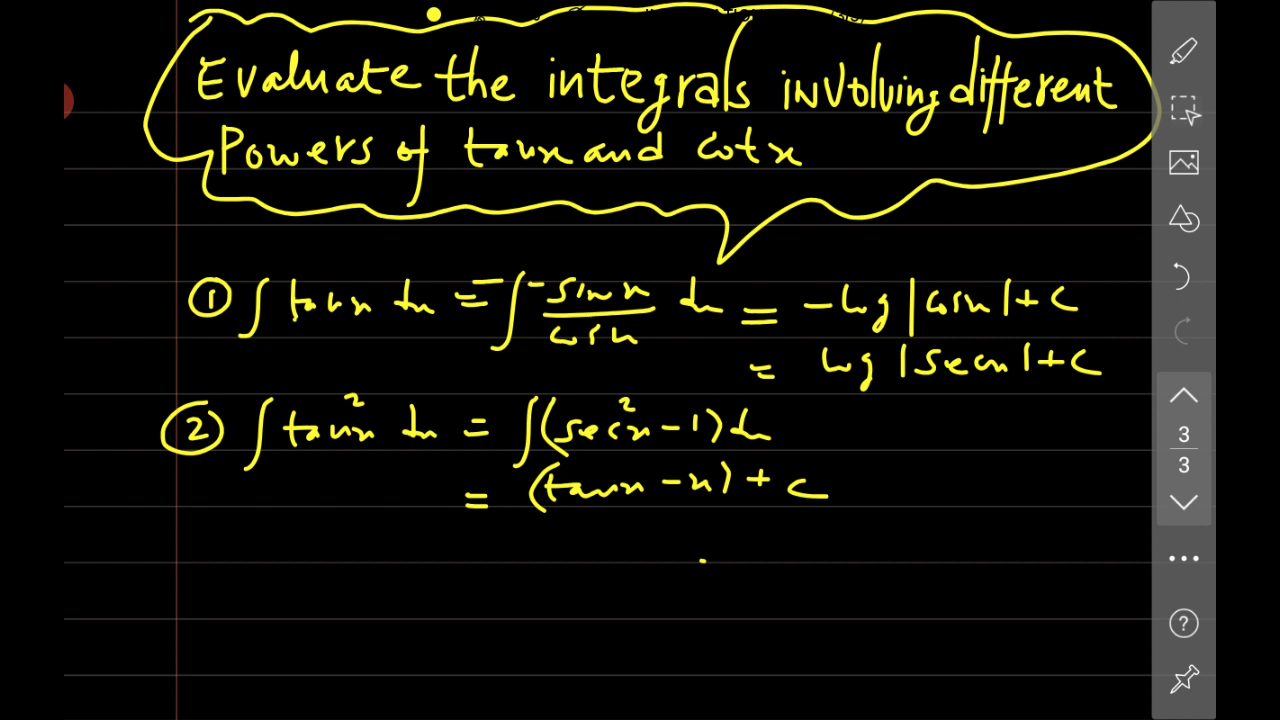 Evaluate the integrals involving different
Powers of tanx and cotx
① ∫ tanx dx = - ∫ -sinx/cosx dx = -log |cosx| + c
= log |secx| + c
② ∫ tan²x dx = ∫(sec²x - 1) dx
= (tanx - x) + c
3
3
?